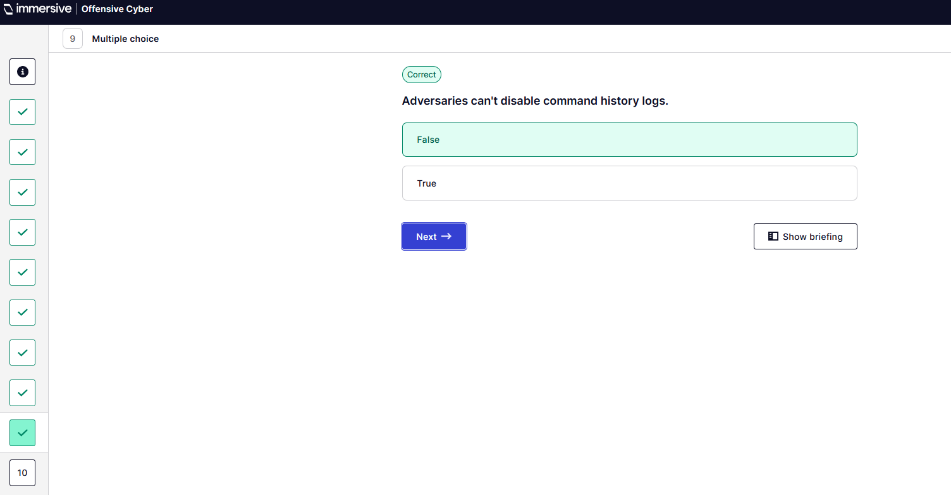 immersive | Offensive Cyber
9 Multiple choice
Correct
Adversaries can't disable command history logs.
False
True
Next →
Show briefing
10